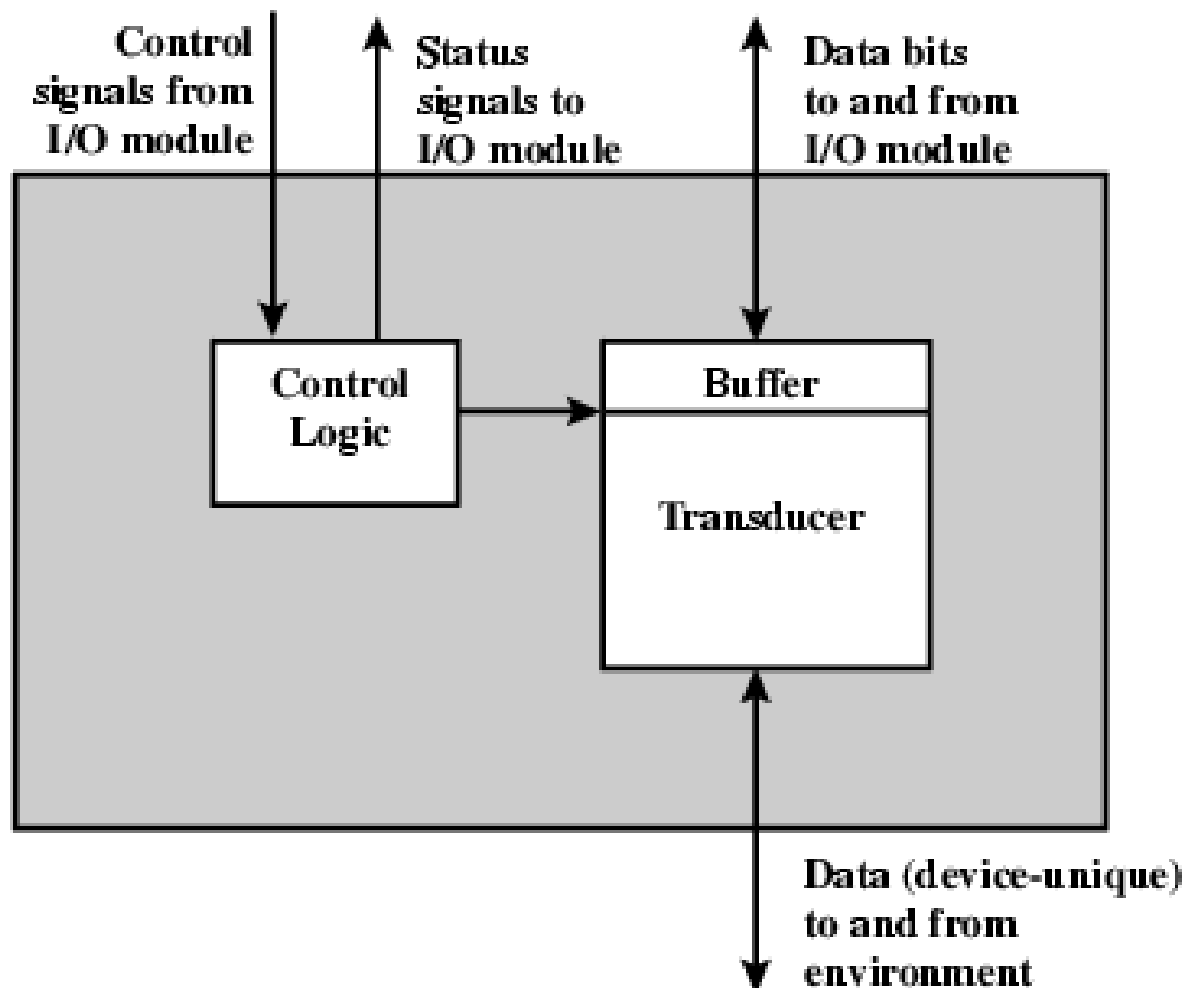 Control
signals from
I/O module
Status
signals to
I/O module
Data bits
to and from
I/O module
Control
Logic
Buffer
Transducer
Data (device-unique)
to and from
environment